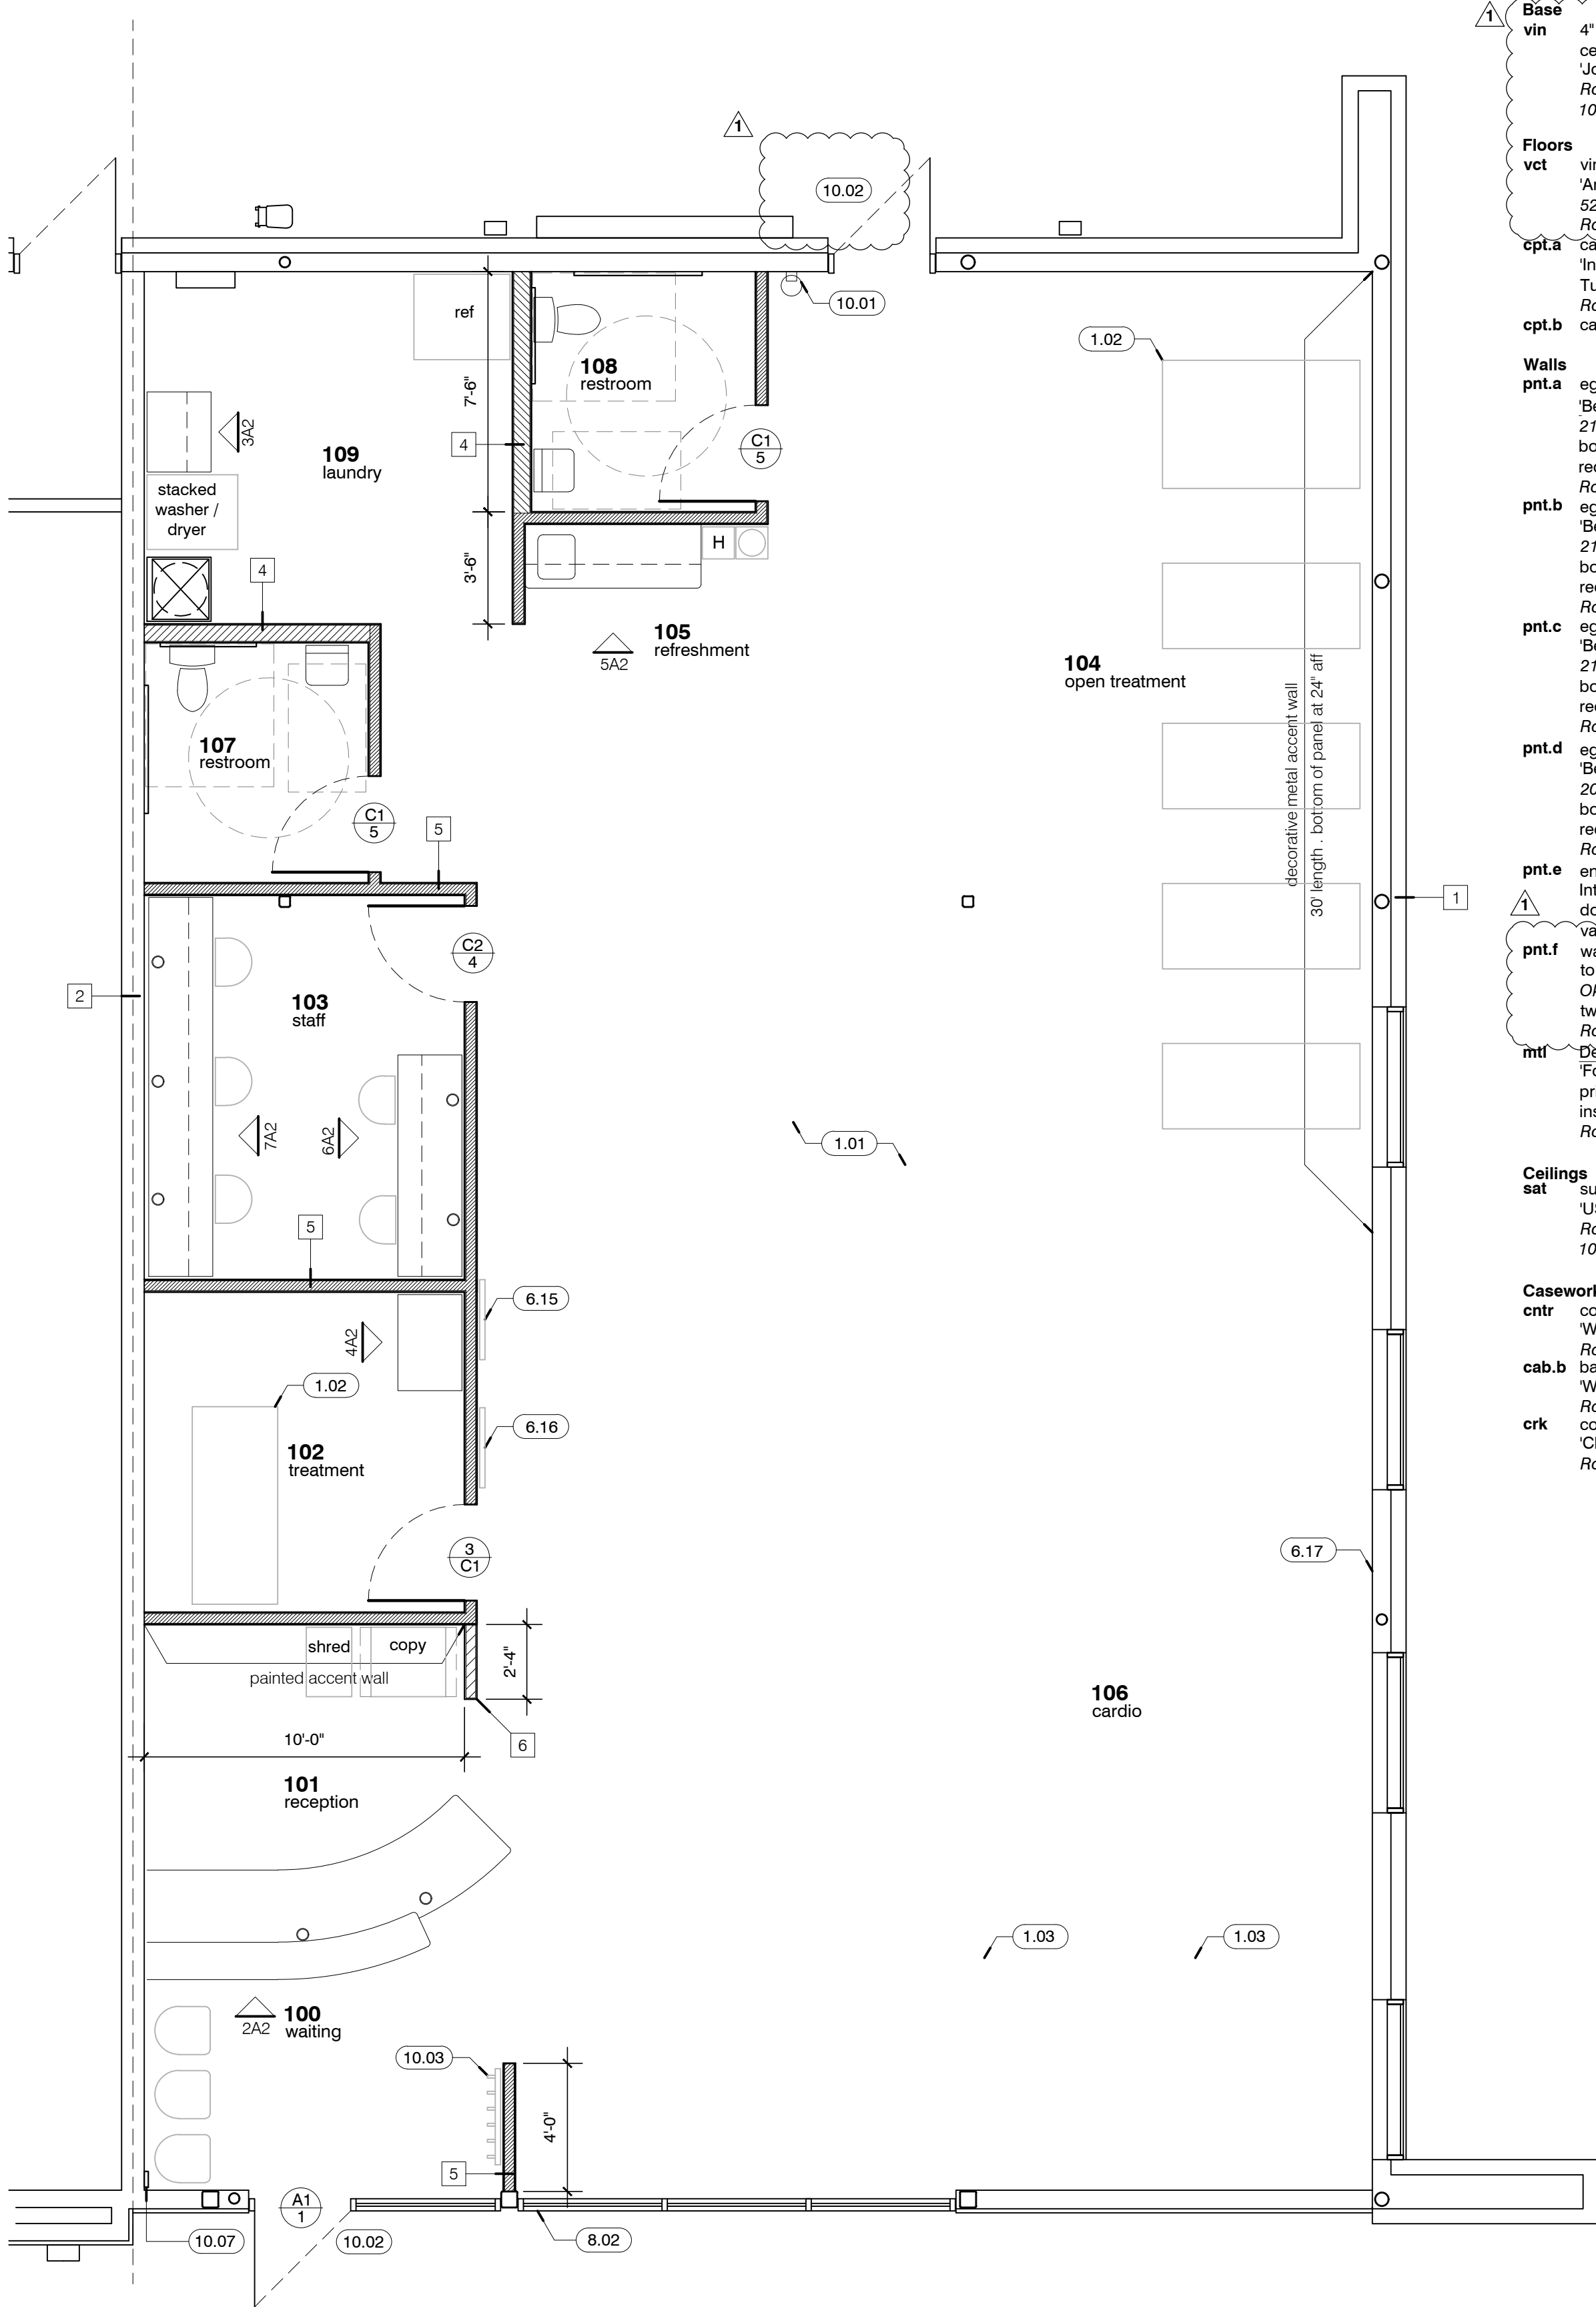 1
10.02
10.01
ref
108
restroom
1.02
7'-6"
3A2
109
laundry
4
C1
5
stacked
washer /
dryer
H
4
3'-6"
105
refreshment
5A2
104
open treatment
decorative metal accent wall
30' length . bottom of panel at 24" aff
107
restroom
C1
5
5
1
C2
4
2
103
staff
7A2
6A2
1.01
5
6.15
4A2
1.02
6.16
102
treatment
3
C1
6.17
shred
copy
painted accent wall
2'-4"
106
cardio
10'-0"
6
101
reception
1.03
1.03
100
waiting
2A2
10.03
4'-0"
5
A1
1
10.07
10.02
8.02
1
Base
vin 4"
Floors
vct
cpt.a
cpt.b
Walls
pnt.a
pnt.b
pnt.c
pnt.d
pnt.e
1
pnt.f
mtl
Ceilings
sat
cntr
cab.b
crk